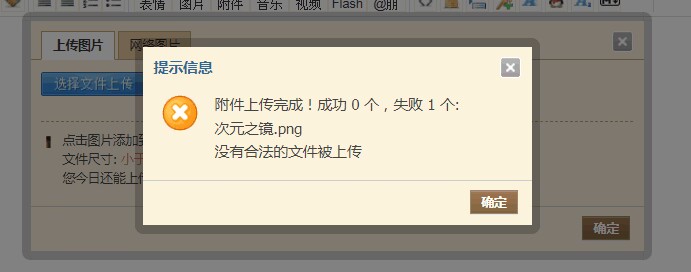 表情
图片
附件
音乐
视频
Flash
@朋
上传图片
网络图片
选择文件上传
点击图片添加到
文件尺寸: 小于
您今日还能上传
提示信息
附件上传完成！成功 0 个，失败 1 个:
次元之镜.png
没有合法的文件被上传
确定
确定